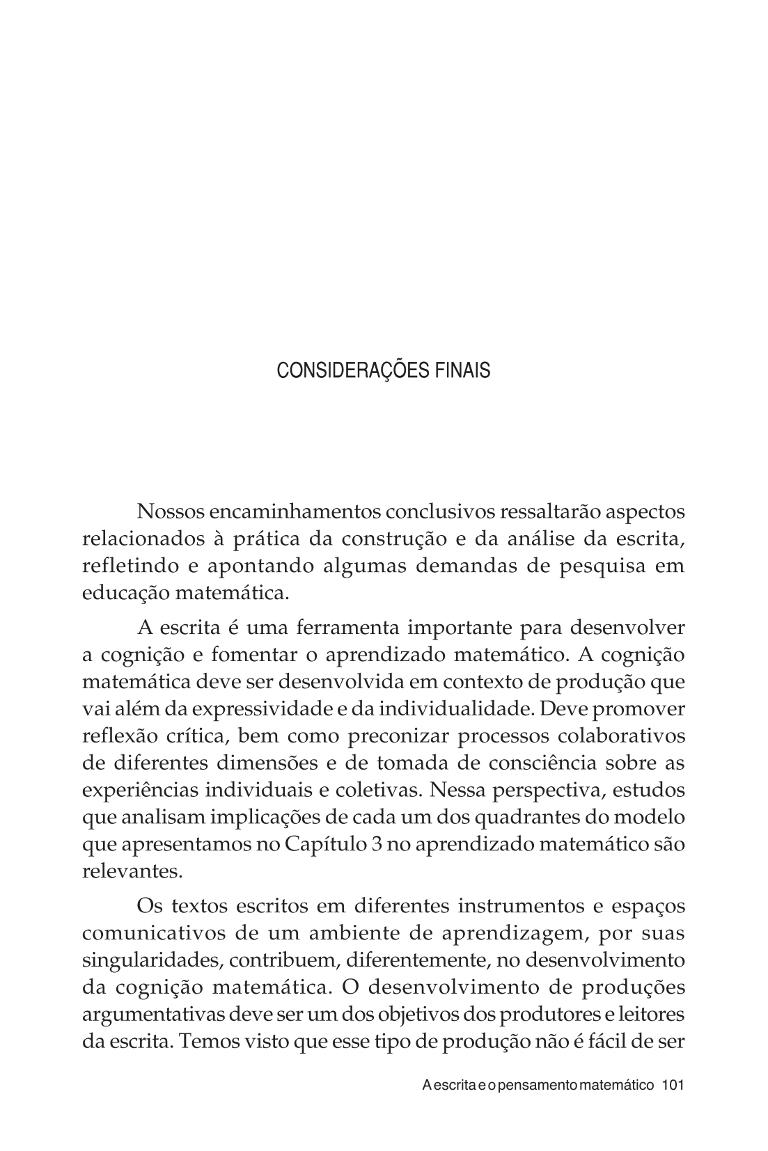 CONSIDERAÇÕES FINAIS
Nossos encaminhamentos conclusivos ressaltarão aspectos
relacionados à prática da construção e da análise da escrita,
refletindo e apontando algumas demandas de pesquisa em
educação matemática.
A escrita é uma ferramenta importante para desenvolver
a cognição e fomentar o aprendizado matemático. A cognição
matemática deve ser desenvolvida em contexto de produção que
vai além da expressividade e da individualidade. Deve promover
reflexão crítica, bem como preconizar processos colaborativos
de diferentes dimensões e de tomada de consciência sobre as
experiências individuais e coletivas. Nessa perspectiva, estudos
que analisam implicações de cada um dos quadrantes do modelo
que apresentamos no Capítulo 3 no aprendizado matemático são
relevantes.
Os textos escritos em diferentes instrumentos e espaços
comunicativos de um ambiente de aprendizagem, por suas
singularidades, contribuem, diferentemente, no desenvolvimento
da cognição matemática. O desenvolvimento de produções
argumentativas deve ser um dos objetivos dos produtores e leitores
da escrita. Temos visto que esse tipo de produção não é fácil de ser
A escrita e o pensamento matemático 101